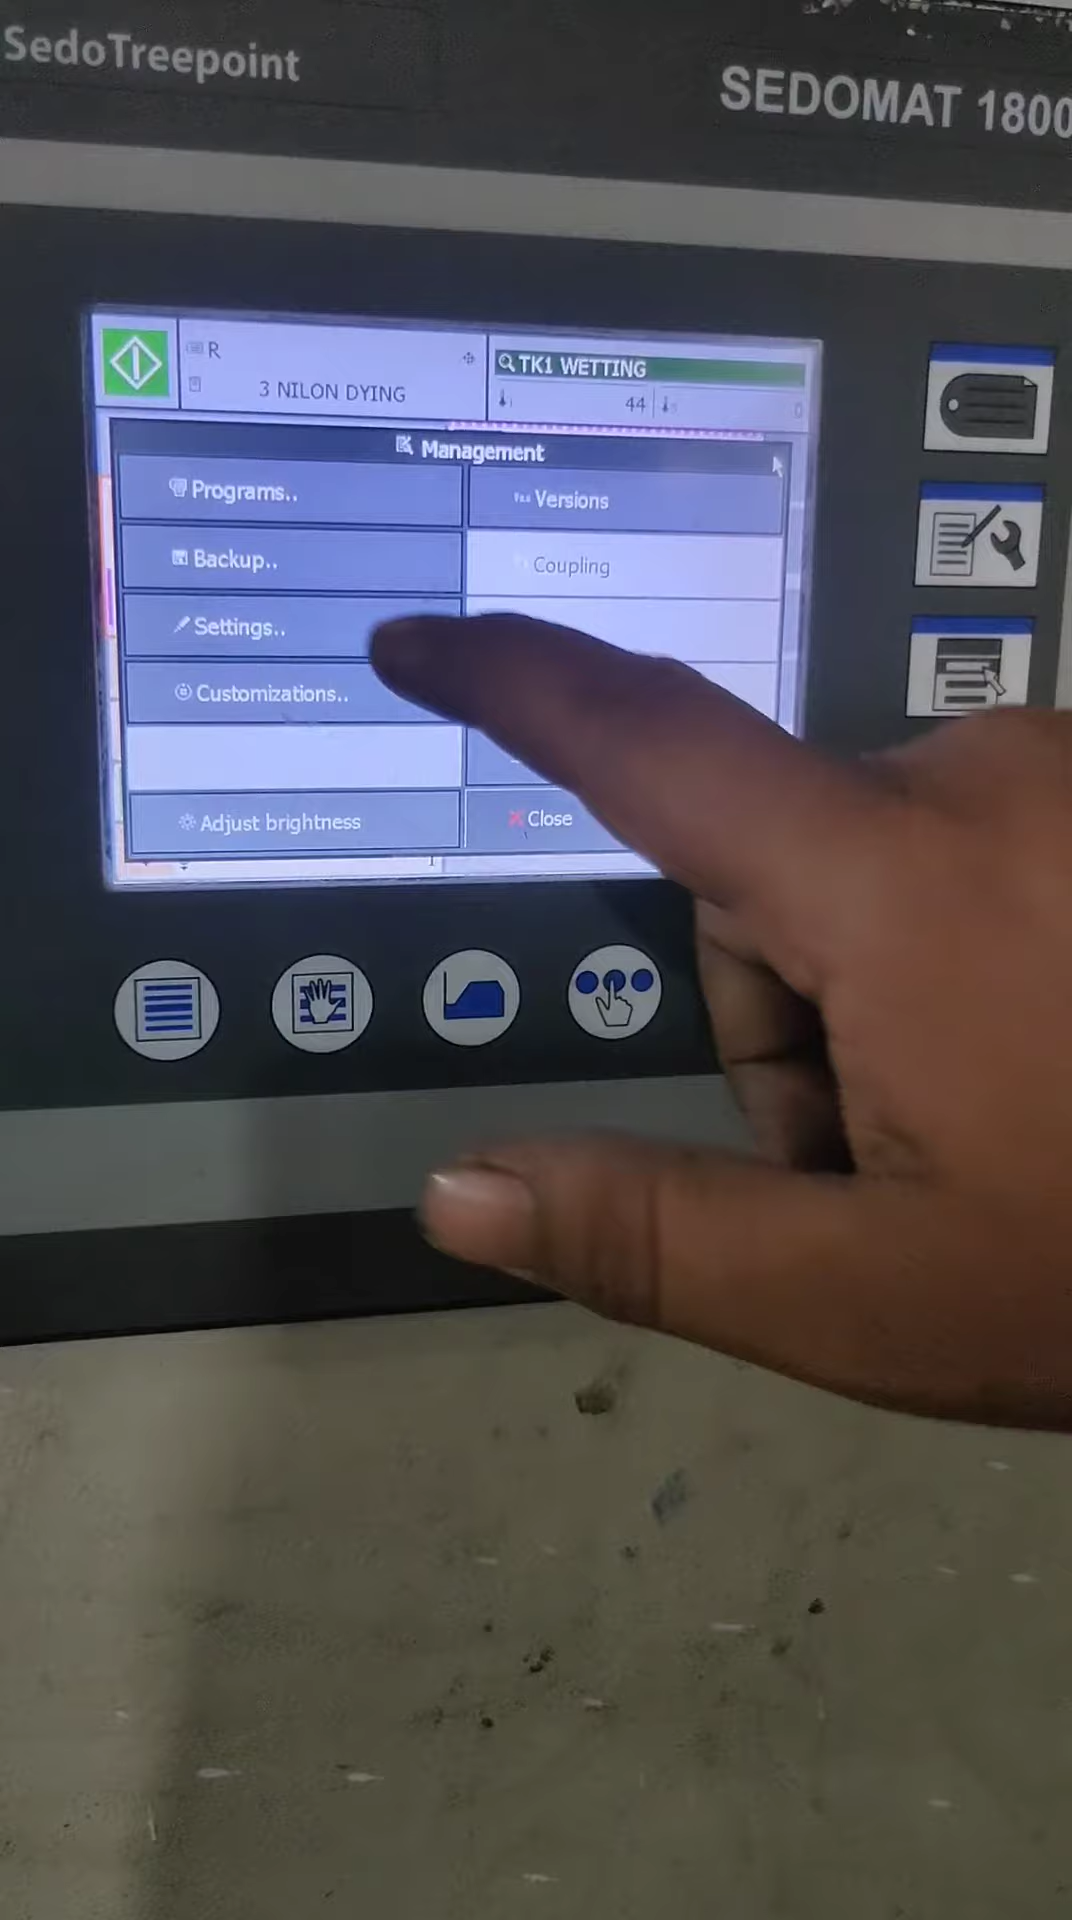 SedoTreepoint
SEDOMAT 1800
R
3 NILON DYING
TK1 WETTING
44
0
Management
Programs..
Versions
Backup..
Coupling
Settings..
Customizations..
Adjust brightness
Close